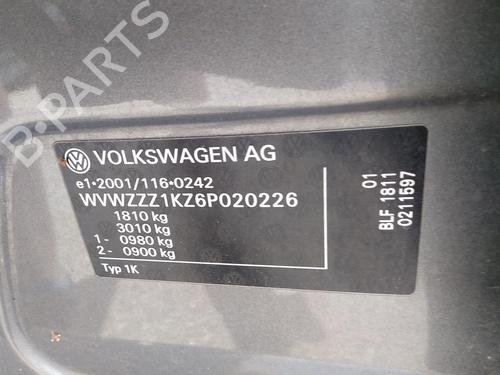 B-PARTS
VOLKSWAGEN AG
e1•2001/116•0242
WVWZZZ1KZ6P020226
1810 kg
3010 kg
1 - 0980 kg
2 - 0900 kg
Typ 1K
01
BLF 1811
0211597